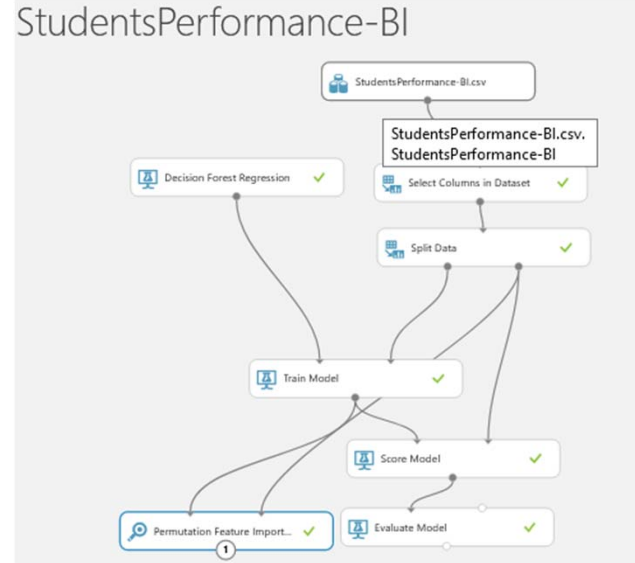 StudentsPerformance-BI
StudentsPerformance-BI.csv
StudentsPerformance-BI.csv.
StudentsPerformance-BI
Decision Forest Regression
Select Columns in Dataset
Split Data
Train Model
Score Model
Permutation Feature Import...
Evaluate Model
1